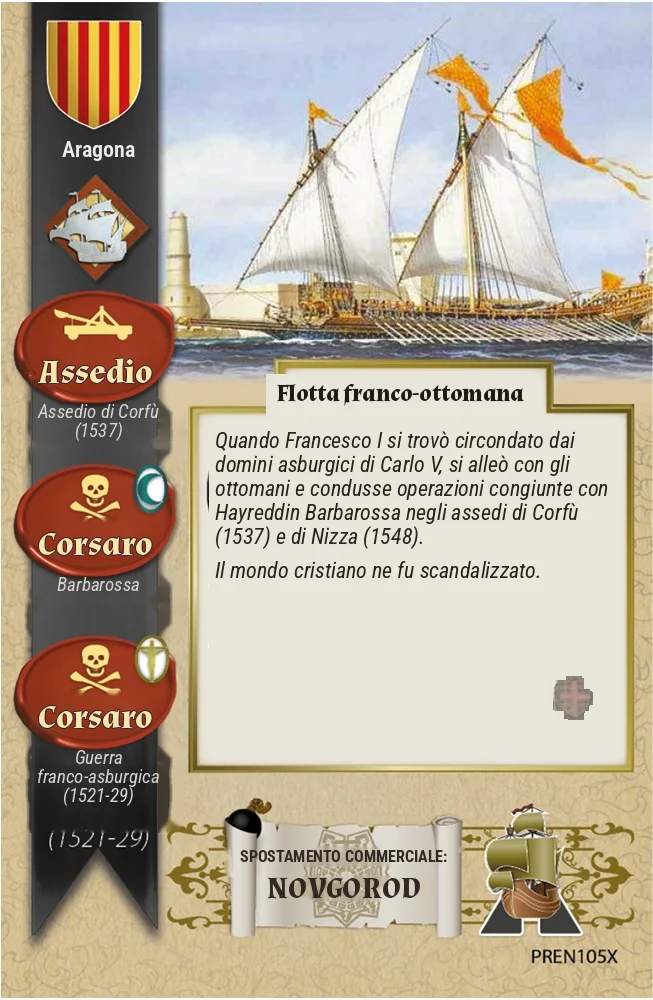 Aragona
Assedio
Assedio di Corfù
(1537)
Corsaro
Barbarossa
Corsaro
Guerra
franco-asburgica
(1521-29)
(1521-29)
Flotta franco-ottomana
Quando Francesco I si trovò circondato dai
domini asburgici di Carlo V, si alleò con gli
ottomani e condusse operazioni congiunte con
Hayreddin Barbarossa negli assedi di Corfù
(1537) e di Nizza (1548).
Il mondo cristiano ne fu scandalizzato.
SPOSTAMENTO COMMERCIALE:
NOVGOROD
PREN105X